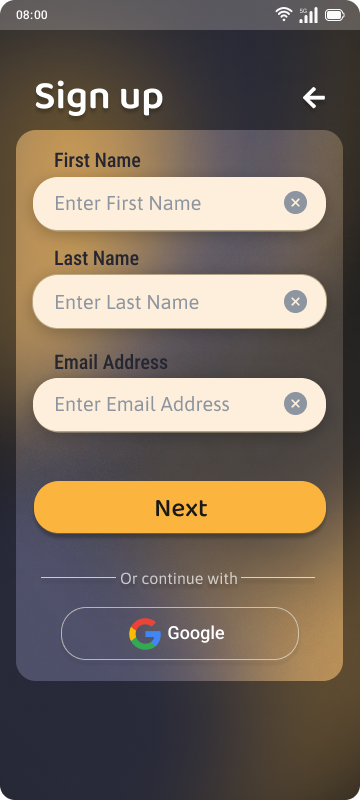 08:00
5G
Sign up
First Name
Enter First Name
Last Name
Enter Last Name
Email Address
Enter Email Address
Next
Or continue with
Google